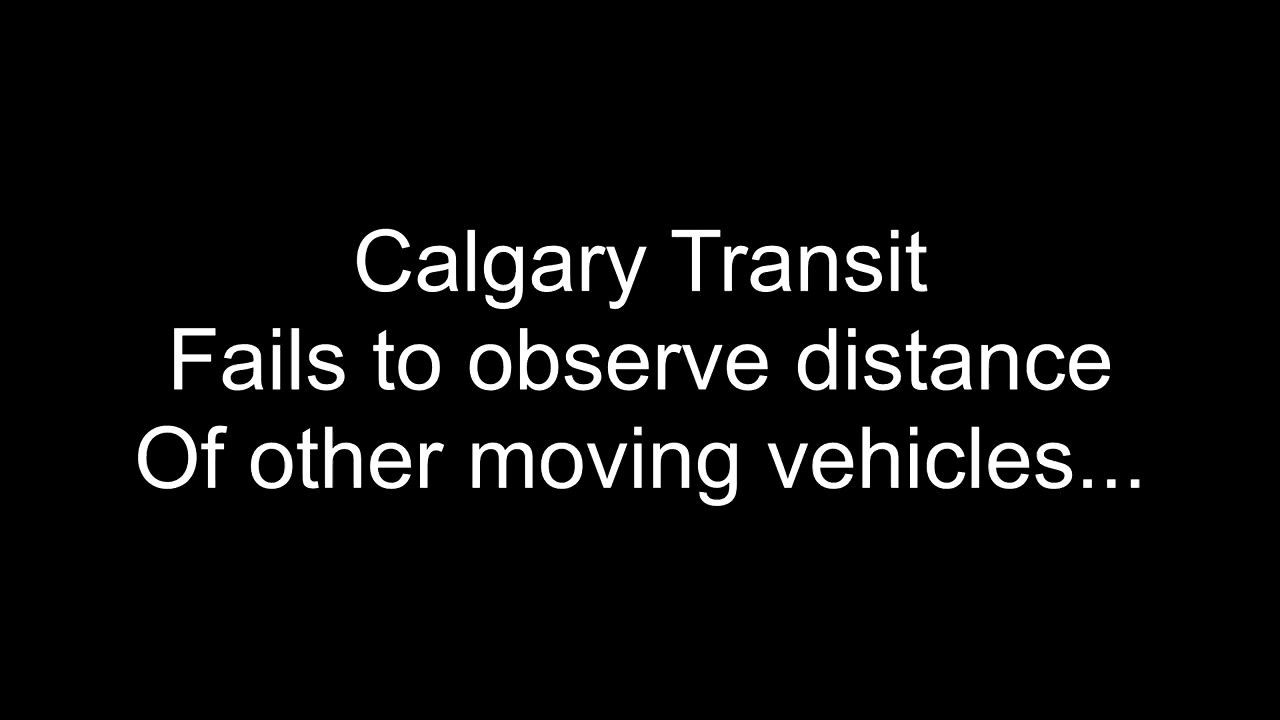 Calgary Transit
Fails to observe distance
Of other moving vehicles...